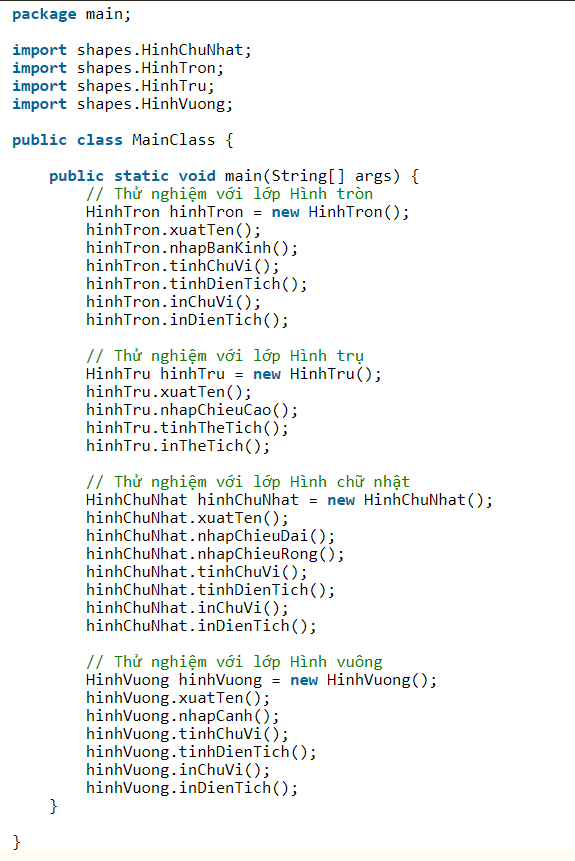 package main;

import shapes.HinhChuNhat;
import shapes.HinhTron;
import shapes.HinhTru;
import shapes.HinhVuong;

public class MainClass {

    public static void main(String[] args) {
        // Thử nghiệm với lớp Hình tròn
        HinhTron hinhTron = new HinhTron();
        hinhTron.xuatTen();
        hinhTron.nhapBanKinh();
        hinhTron.tinhChuVi();
        hinhTron.tinhDienTich();
        hinhTron.inChuVi();
        hinhTron.inDienTich();

        // Thử nghiệm với lớp Hình trụ
        HinhTru hinhTru = new HinhTru();
        hinhTru.xuatTen();
        hinhTru.nhapChieuCao();
        hinhTru.tinhTheTich();
        hinhTru.inTheTich();

        // Thử nghiệm với lớp Hình chữ nhật
        HinhChuNhat hinhChuNhat = new HinhChuNhat();
        hinhChuNhat.xuatTen();
        hinhChuNhat.nhapChieuDai();
        hinhChuNhat.nhapChieuRong();
        hinhChuNhat.tinhChuVi();
        hinhChuNhat.tinhDienTich();
        hinhChuNhat.inChuVi();
        hinhChuNhat.inDienTich();

        // Thử nghiệm với lớp Hình vuông
        HinhVuong hinhVuong = new HinhVuong();
        hinhVuong.xuatTen();
        hinhVuong.nhapCanh();
        hinhVuong.tinhChuVi();
        hinhVuong.tinhDienTich();
        hinhVuong.inChuVi();
        hinhVuong.inDienTich();
    }

}